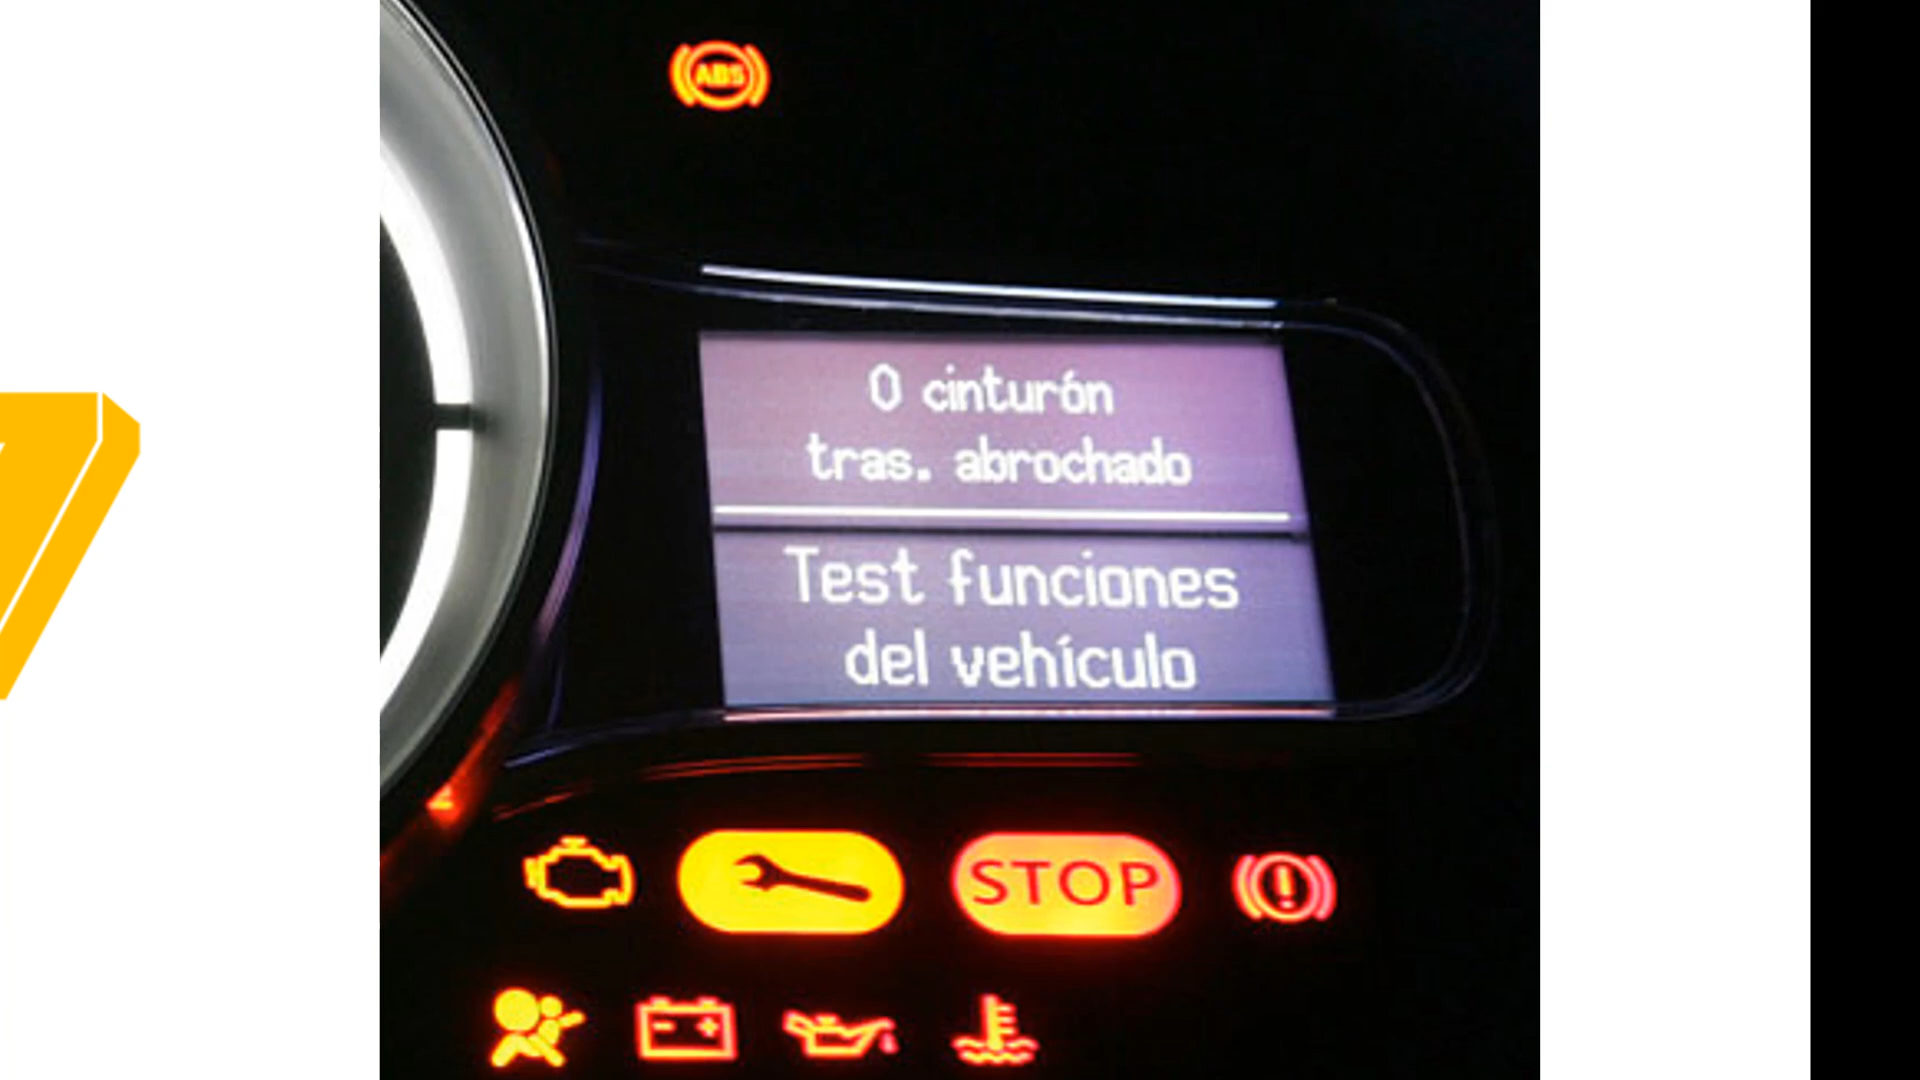 ABS
0 cinturón
tras. abrochado
Test funciones
del vehículo
STOP